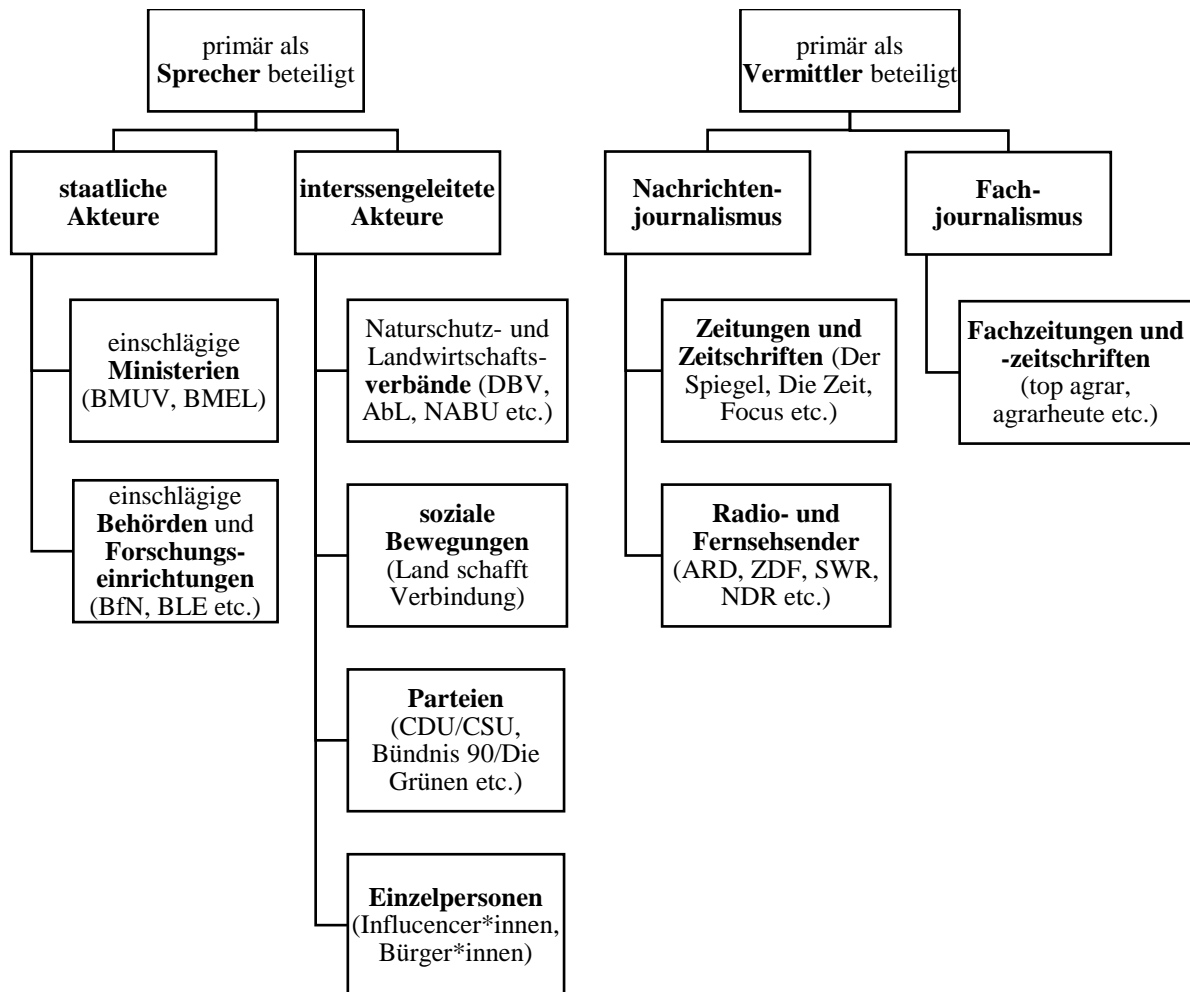 primär als
Sprecher beteiligt
staatliche
Akteure
einschlägige
Ministerien
(BMUV, BMEL)
einschlägige
Behörden und
Forschungs-
einrichtungen
(BfN, BLE etc.)
interssengeleitete
Akteure
Naturschutz- und
Landwirtschafts-
verbände (DBV,
AbL, NABU etc.)
soziale
Bewegungen
(Land schafft
Verbindung)
Parteien
(CDU/CSU,
Bündnis 90/Die
Grünen etc.)
Einzelpersonen
(Influcencer*innen,
Bürger*innen)
primär als
Vermittler beteiligt
Nachrichten-
journalismus
Zeitungen und
Zeitschriften (Der
Spiegel, Die Zeit,
Focus etc.)
Radio- und
Fernsehsender
(ARD, ZDF, SWR,
NDR etc.)
Fach-
journalismus
Fachzeitungen und
-zeitschriften
(top agrar,
agrarheute etc.)